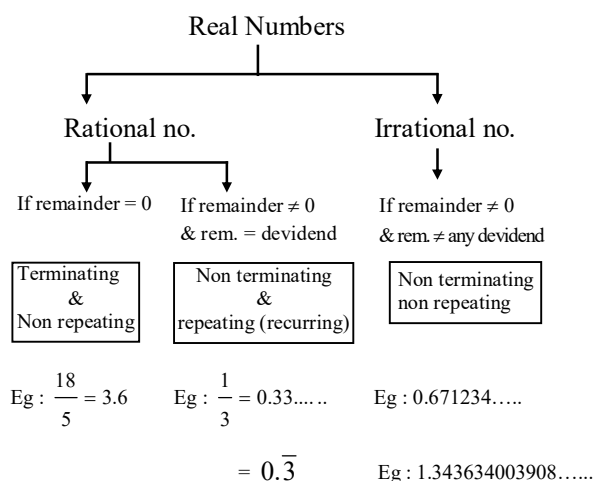 Real Numbers
Rational no.
Irrational no.
If remainder = 0
If remainder ≠ 0
& rem. = devidend
If remainder ≠ 0
& rem. ≠ any devidend
Terminating
&
Non repeating
Non terminating
&
repeating (recurring)
Non terminating
non repeating
Eg : 18/5 = 3.6
Eg : 1/3 = 0.33.....
Eg : 0.671234.....
= 0.3̅
Eg : 1.343634003908......